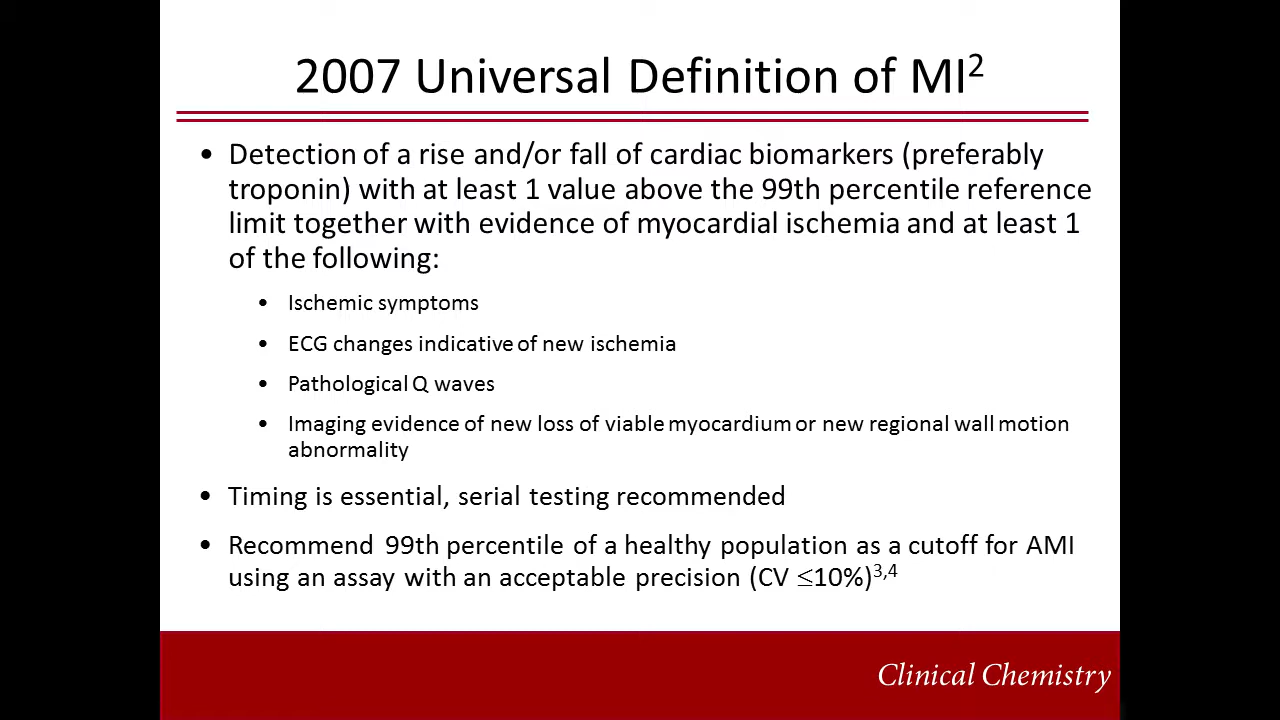 2007 Universal Definition of MI²
• Detection of a rise and/or fall of cardiac biomarkers (preferably
troponin) with at least 1 value above the 99th percentile reference
limit together with evidence of myocardial ischemia and at least 1
of the following:
• Ischemic symptoms
• ECG changes indicative of new ischemia
• Pathological Q waves
• Imaging evidence of new loss of viable myocardium or new regional wall motion
abnormality
• Timing is essential, serial testing recommended
• Recommend 99th percentile of a healthy population as a cutoff for AMI
using an assay with an acceptable precision (CV ≤10%)³,⁴
Clinical Chemistry